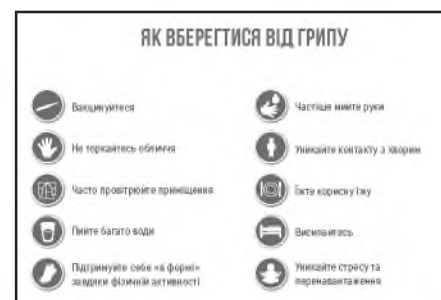 ЯК ВБЕРЕГТИСЯ ВІД ГРИПУ
Вакцинуйтеся
Не торкайтесь обличчя
Часто провітрюйте приміщення
Пийте багато води
Підтримуйте себе «в формі»
завдяки фізичній активності
Частіше мийте руки
Уникайте контакту з хворим
Їжте корисну їжу
Висипайтесь
Уникайте стресу та
перенавантаження